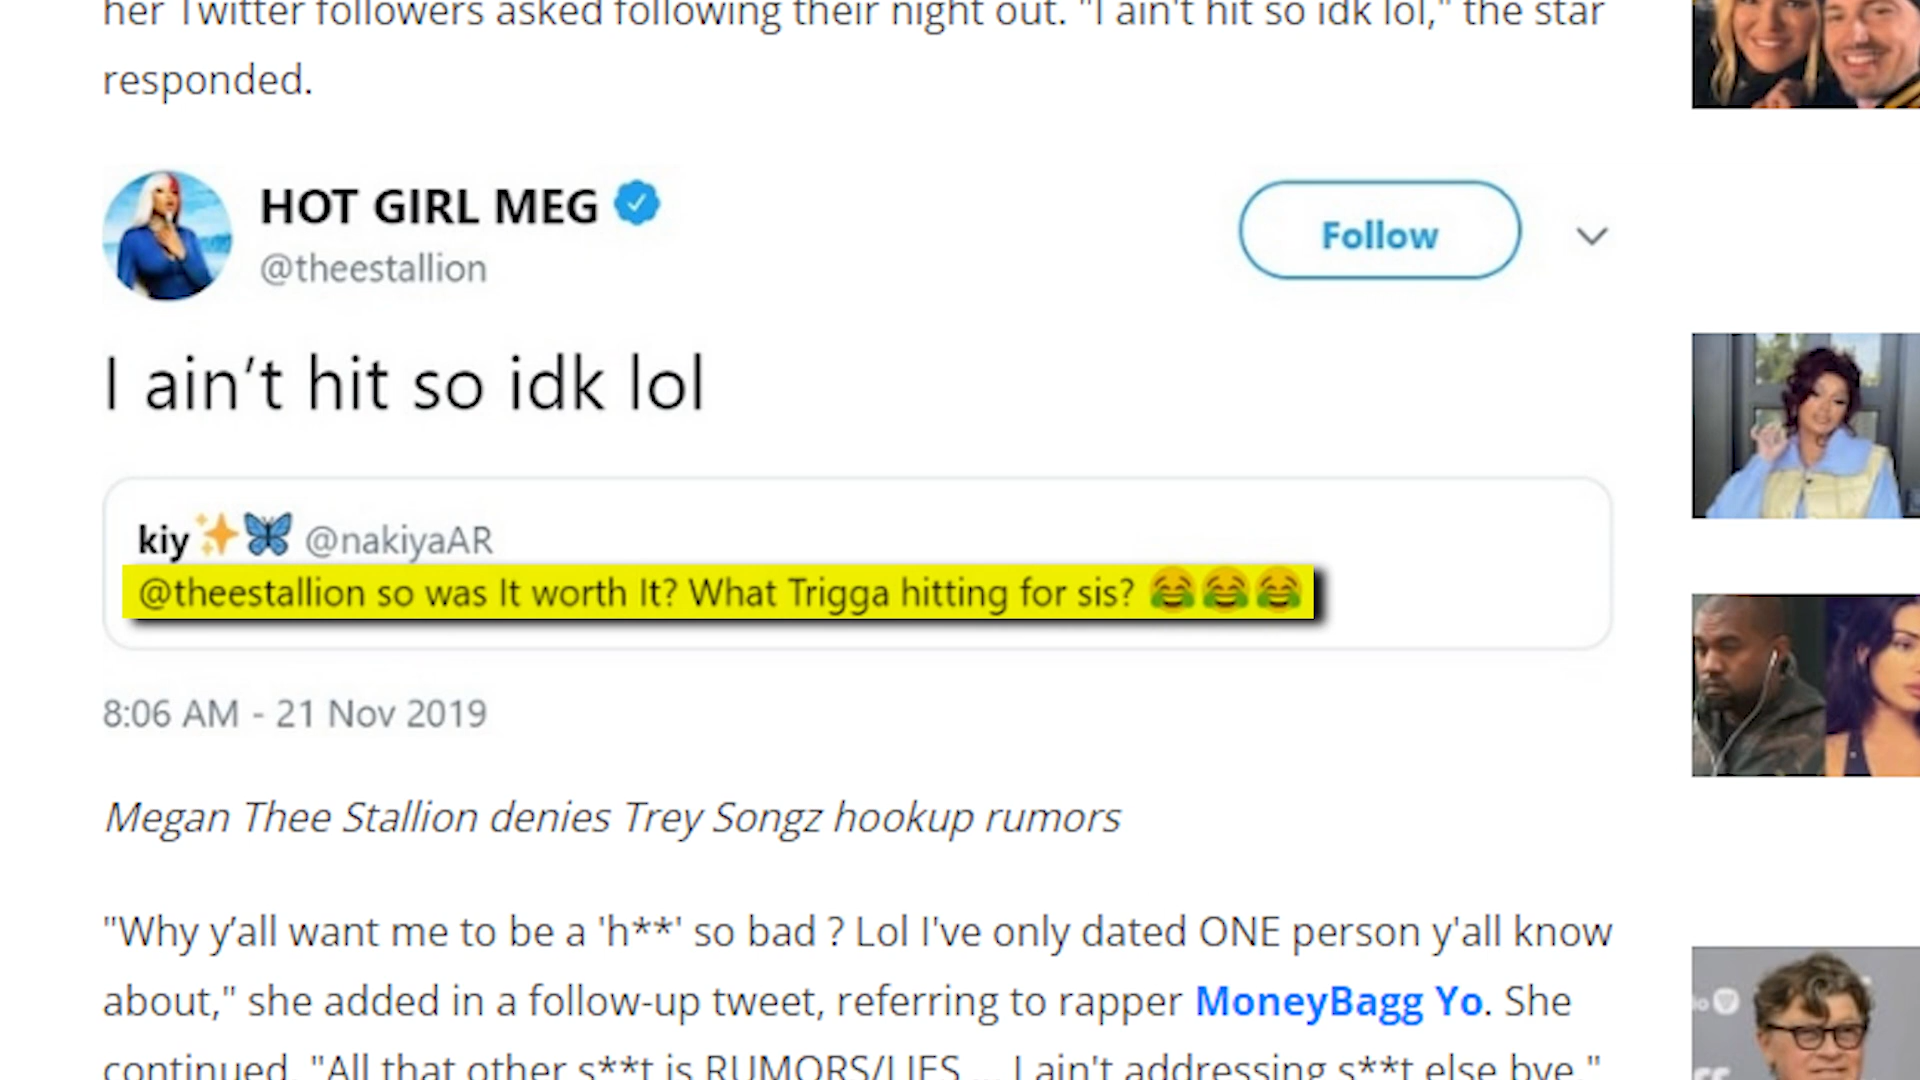 her Twitter followers asked following their night out. "I ain't hit so idk lol," the star
responded.
HOT GIRL MEG
@theestallion
Follow
I ain’t hit so idk lol
kiy✨🦋 @nakiyaAR
@theestallion so was It worth It? What Trigga hitting for sis? 😂😂😂
8:06 AM - 21 Nov 2019
Megan Thee Stallion denies Trey Songz hookup rumors
"Why y’all want me to be a 'h**' so bad ? Lol I've only dated ONE person y'all know
about," she added in a follow-up tweet, referring to rapper MoneyBagg Yo. She
continued, "All that other s**t is RUMORS/LIES ... I ain't addressing s**t else bye."